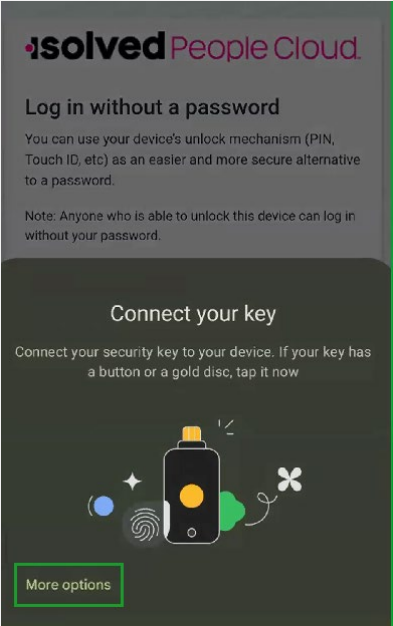 isolved People Cloud
Log in without a password
You can use your device's unlock mechanism (PIN,
Touch ID, etc) as an easier and more secure alternative
to a password.
Note: Anyone who is able to unlock this device can log in
without your password.
Connect your key
Connect your security key to your device. If your key has
a button or a gold disc, tap it now
More options